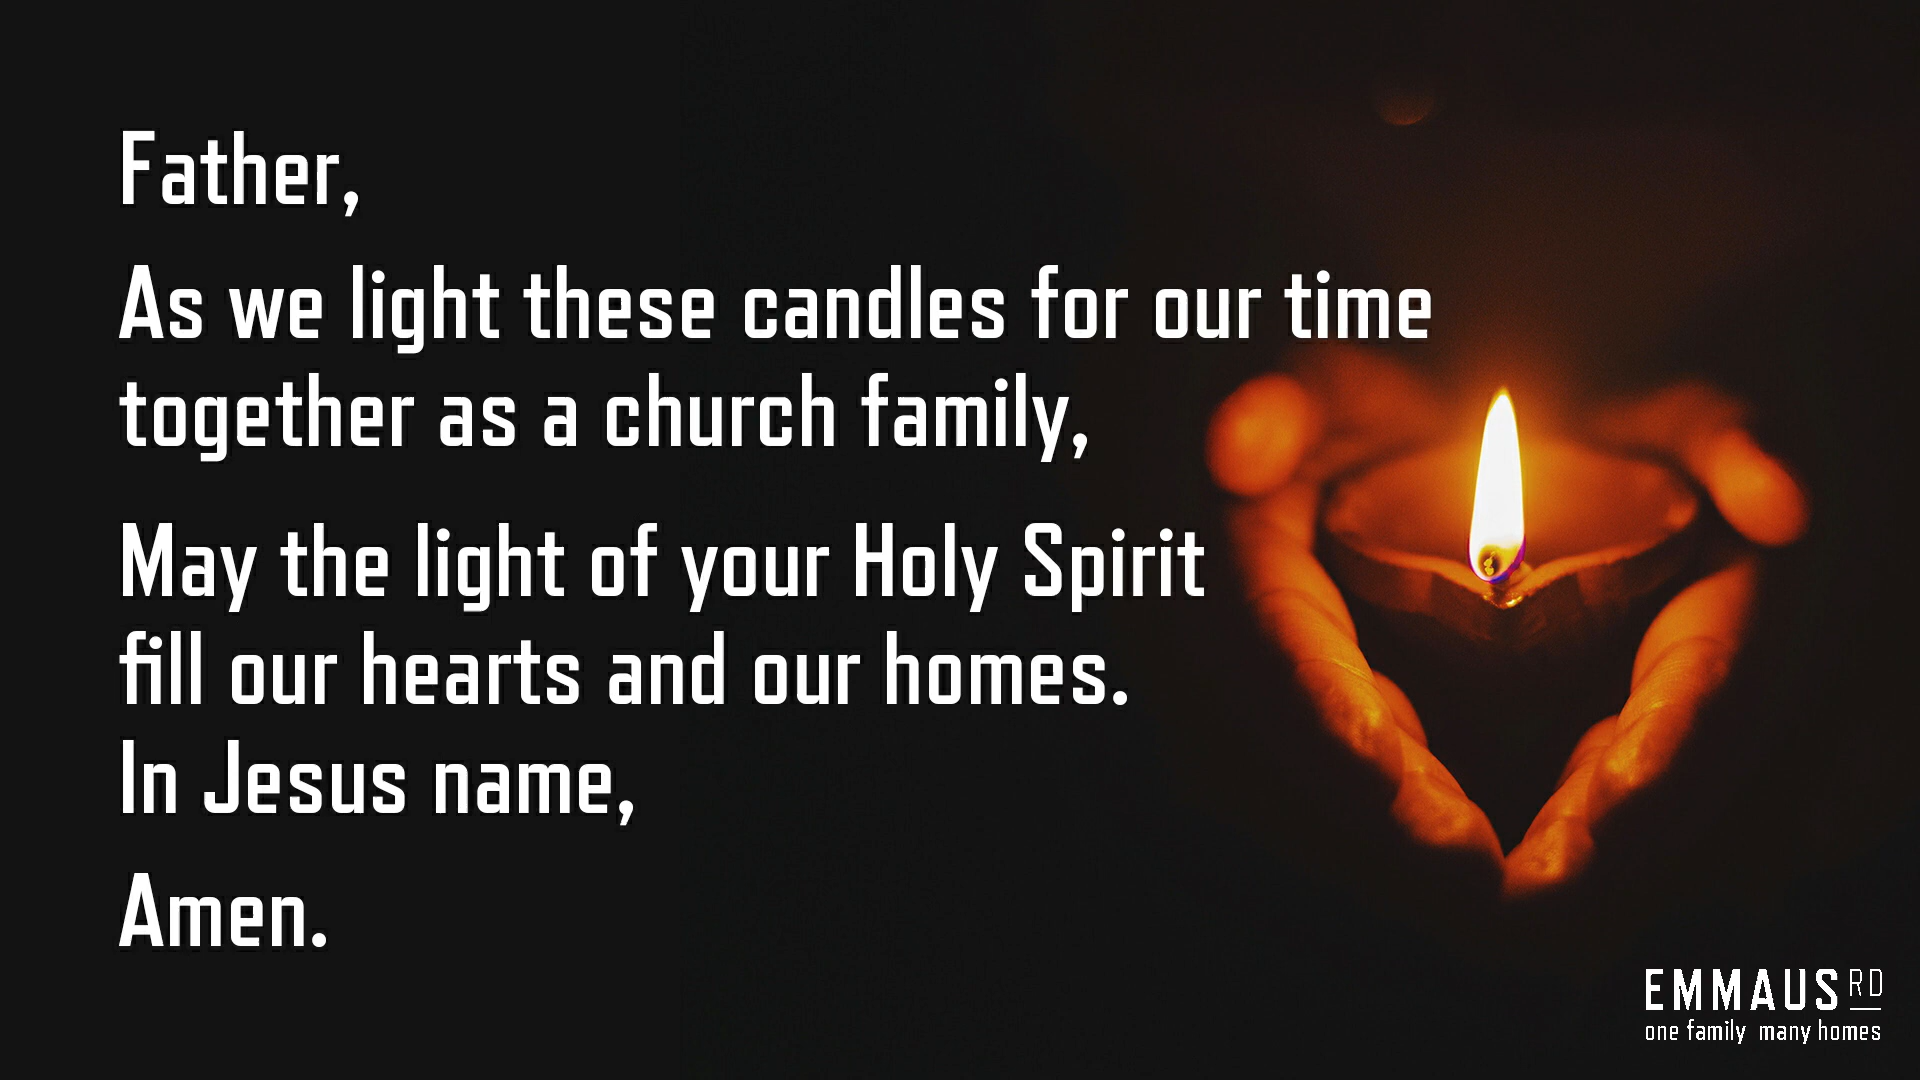 Father,
As we light these candles for our time
together as a church family,
May the light of your Holy Spirit
fill our hearts and our homes.
In Jesus name,
Amen.
EMMAUS RD
one family many homes